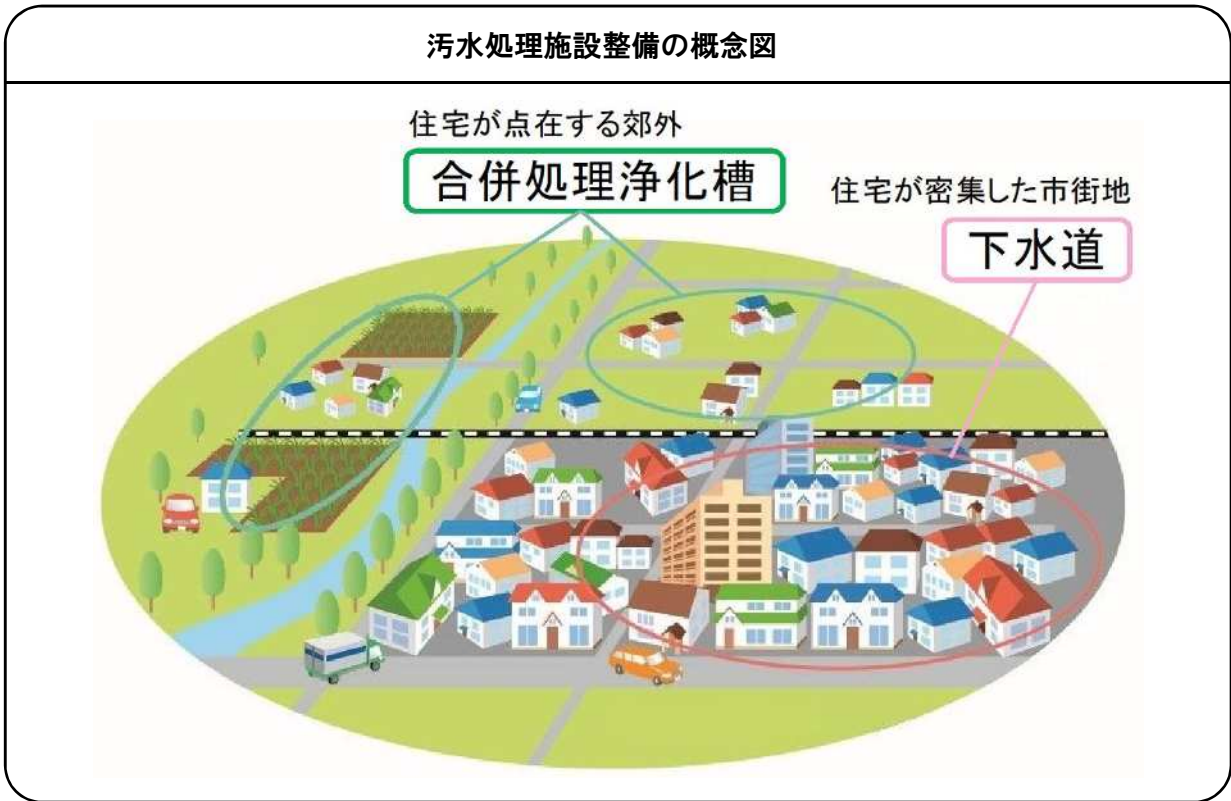 汚水処理施設整備の概念図
住宅が点在する郊外
合併処理浄化槽
住宅が密集した市街地
下水道